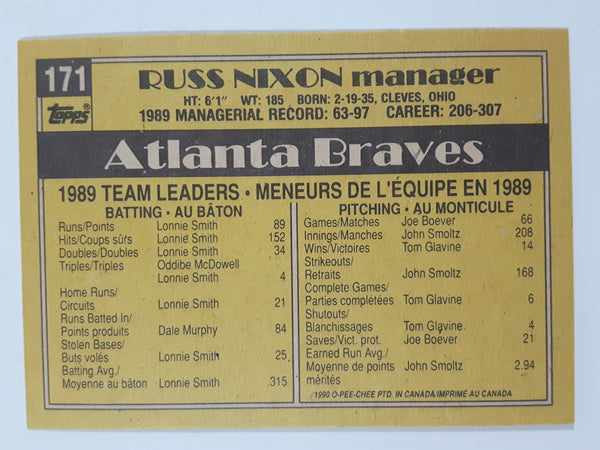 171
topps®
RUSS NIXON manager
HT: 6'1" WT: 185 BORN: 2-19-35, CLEVES, OHIO
1989 MANAGERIAL RECORD: 63-97 CAREER: 206-307
Atlanta Braves
1989 TEAM LEADERS • MENEURS DE L'ÉQUIPE EN 1989
BATTING • AU BÂTON
Runs/Points Lonnie Smith 89
Hits/Coups sûrs Lonnie Smith 152
Doubles/Doubles Lonnie Smith 34
Triples/Triples Oddibe McDowell
Lonnie Smith 4
Home Runs/
Circuits Lonnie Smith 21
Runs Batted In/
Points produits Dale Murphy 84
Stolen Bases/
Buts volés Lonnie Smith 25
Batting Avg./
Moyenne au bâton Lonnie Smith .315
PITCHING • AU MONTICULE
Games/Matches Joe Boever 66
Innings/Manches John Smoltz 208
Wins/Victoires Tom Glavine 14
Strikeouts/
Retraits John Smoltz 168
Complete Games/
Parties complétées Tom Glavine 6
Shutouts/
Blanchissages Tom Glavine 4
Saves/Vict. prot. Joe Boever 21
Earned Run Avg./
Moyenne de points John Smoltz 2.94
mérités
1990 O-PEE-CHEE PTD. IN CANADA/IMPRIMÉ AU CANADA